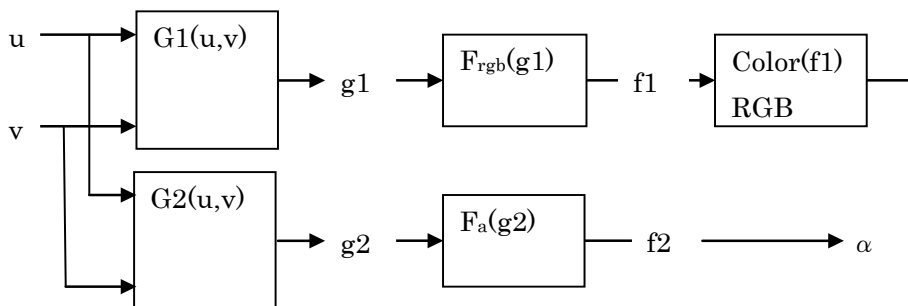 u
G1(u,v)
g1
Frgb(g1)
f1
Color(f1)
RGB
v
G2(u,v)
g2
Fa(g2)
f2
α